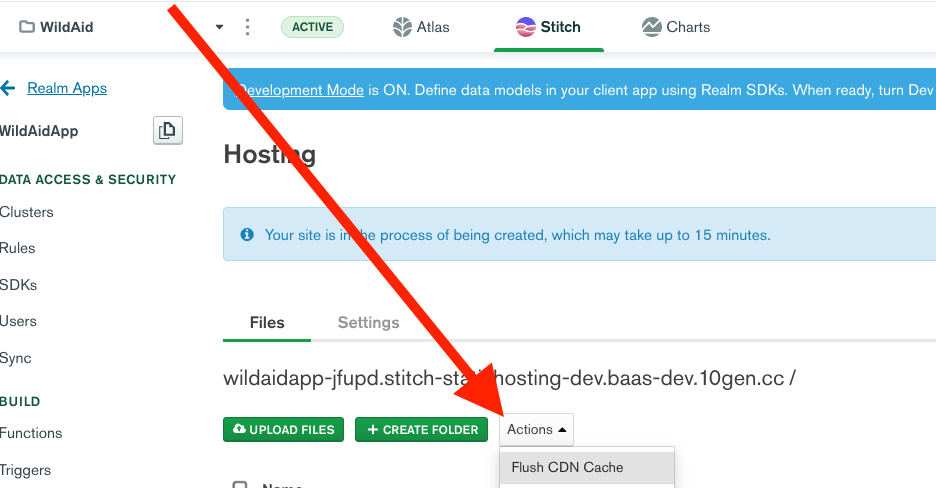 WildAid
ACTIVE
Atlas
Stitch
Charts
Realm Apps
Development Mode is ON. Define data models in your client app using Realm SDKs. When ready, turn Dev
WildAidApp
Hosting
DATA ACCESS & SECURITY
Clusters
Rules
Your site is in the process of being created, which may take up to 15 minutes.
SDKs
Users
Files
Settings
Sync
wildaidapp-jfupd.stitch-statichosting-dev.baas-dev.10gen.cc /
BUILD
Functions
UPLOAD FILES
+ CREATE FOLDER
Actions
Triggers
Flush CDN Cache
Name